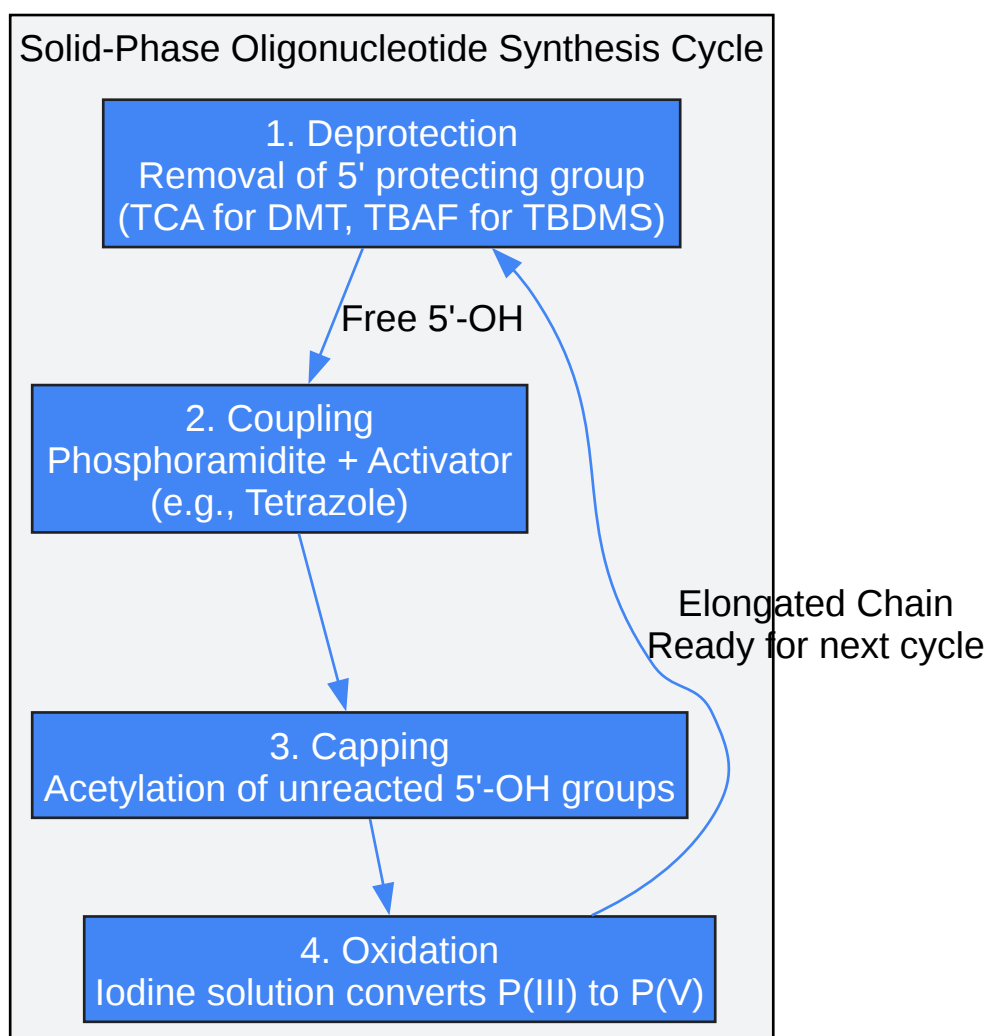 Solid-Phase Oligonucleotide Synthesis Cycle
1. Deprotection
Removal of 5' protecting group
(TCA for DMT, TBAF for TBDMS)
Free 5'-OH
2. Coupling
Phosphoramidite + Activator
(e.g., Tetrazole)
Elongated Chain
Ready for next cycle
3. Capping
Acetylation of unreacted 5'-OH groups
4. Oxidation
Iodine solution converts P(III) to P(V)